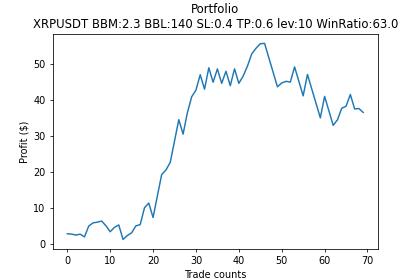 Portfolio
XRPUSDT BBM:2.3 BBL:140 SL:0.4 TP:0.6 lev:10 WinRatio:63.0
Profit ($)
50
40
30
20
10
0
0 10 20 30 40 50 60 70
Trade counts